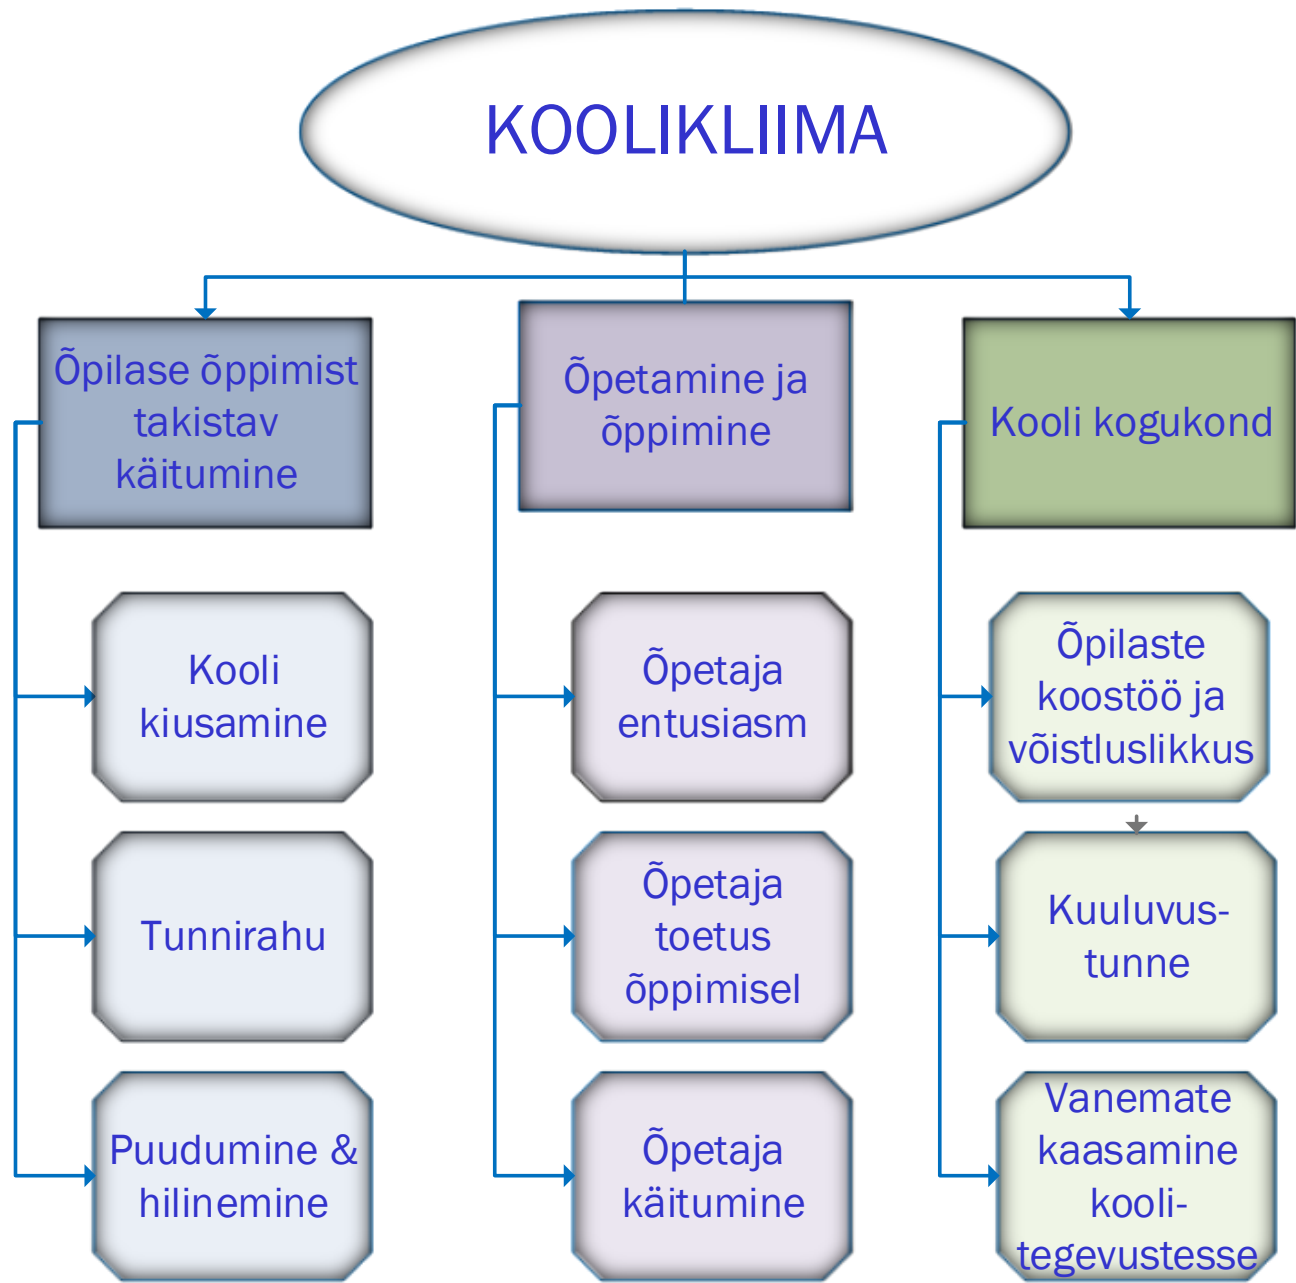 KOOLIKLIIMA
Õpilase õppimist
takistav
käitumine
Kooli
kiusamine
Tunnirahu
Puudumine &
hilinemine
Õpetamine ja
õppimine
Õpetaja
entusiasm
Õpetaja
toetus
õppimisel
Õpetaja
käitumine
Kooli kogukond
Õpilaste
koostöö ja
võistluslikkus
Kuuluvus-
tunne
Vanemate
kaasamine
kooli-
tegevustesse